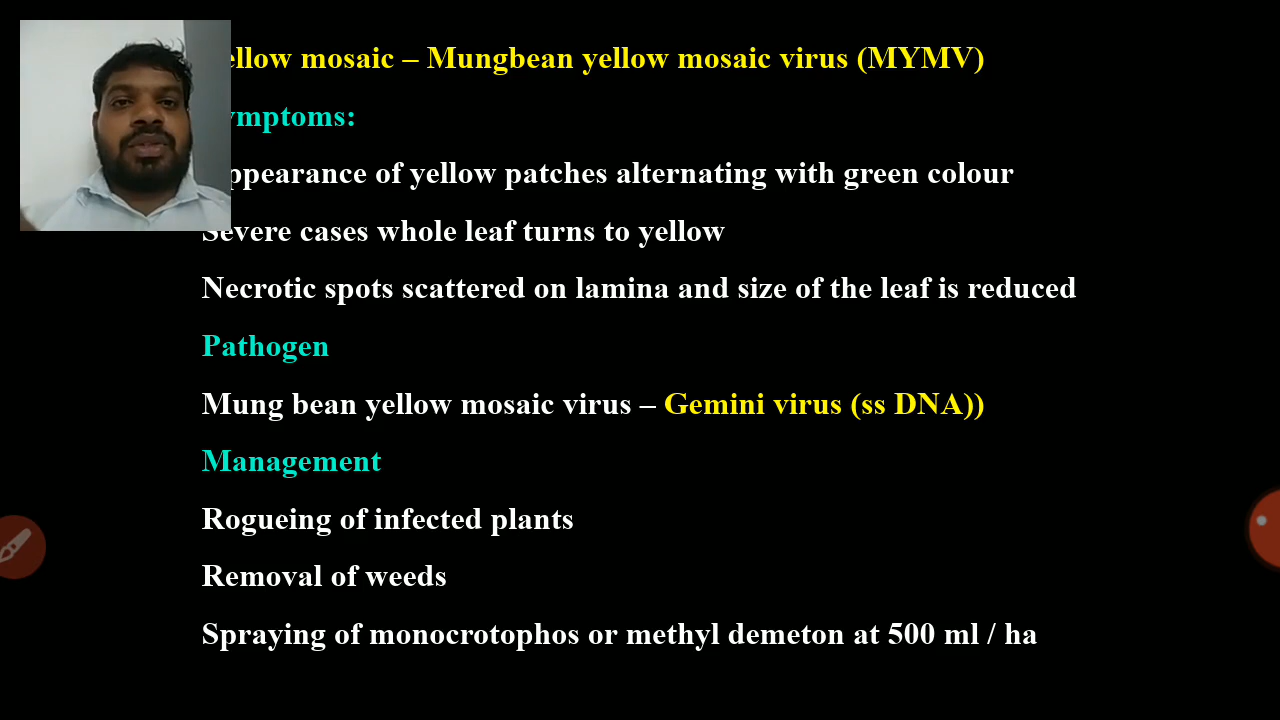 ellow mosaic – Mungbean yellow mosaic virus (MYMV)
ymptoms:
ppearance of yellow patches alternating with green colour
Severe cases whole leaf turns to yellow
Necrotic spots scattered on lamina and size of the leaf is reduced
Pathogen
Mung bean yellow mosaic virus – Gemini virus (ss DNA))
Management
Rogueing of infected plants
Removal of weeds
Spraying of monocrotophos or methyl demeton at 500 ml / ha